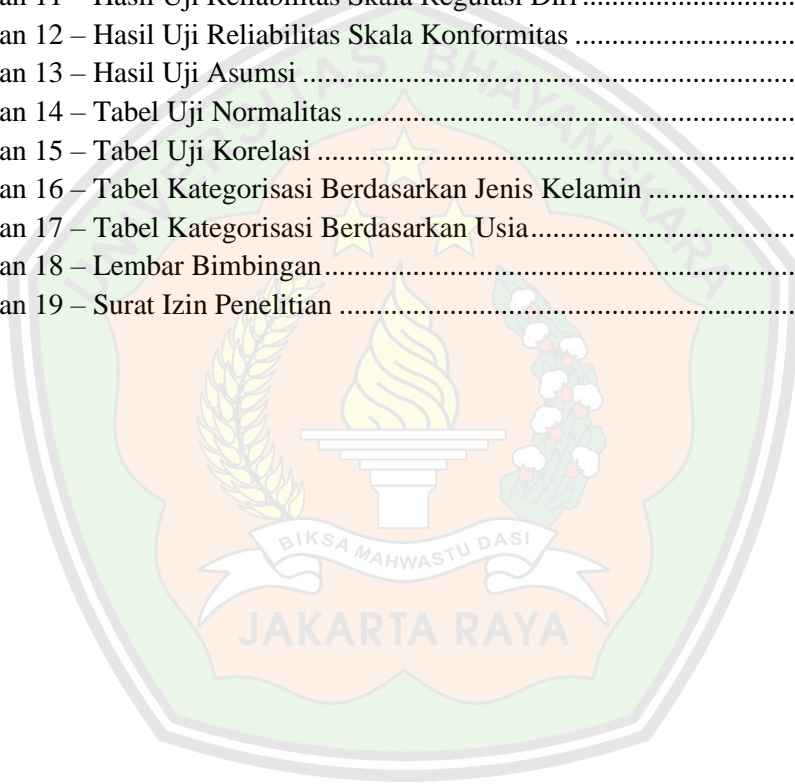 an 11 – Hasil Uji Reliabilitas Skala Regulasi Diri ..........................
an 12 – Hasil Uji Reliabilitas Skala Konformitas ..........................
an 13 – Hasil Uji Asumsi ..........................................................
an 14 – Tabel Uji Normalitas .....................................................
an 15 – Tabel Uji Korelasi ........................................................
an 16 – Tabel Kategorisasi Berdasarkan Jenis Kelamin .................
an 17 – Tabel Kategorisasi Berdasarkan Usia ...............................
an 18 – Lembar Bimbingan ........................................................
an 19 – Surat Izin Penelitian ......................................................
UNIVERSITAS BHAYANGKARA
BIKSA MAHWASTU DASI
JAKARTA RAYA